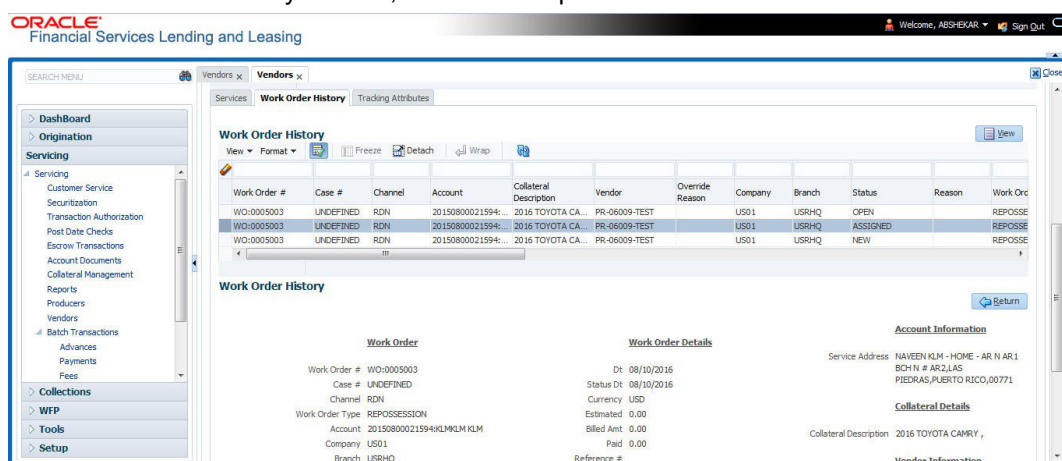 ORACLE
Financial Services Lending and Leasing
Welcome, ABSHEKAR
Sign Out
SEARCH MENU
Vendors x Vendors x
Close
Services Work Order History Tracking Attributes
DashBoard
Origination
Servicing
Servicing
Customer Service
Securitization
Transaction Authorization
Post Date Checks
Escrow Transactions
Account Documents
Collateral Management
Reports
Producers
Vendors
Batch Transactions
Advances
Payments
Fees
Collections
WFP
Tools
Setup
Work Order History
View
View Format Freeze Detach Wrap
Work Order # Case # Channel Account Collateral Description Vendor Override Reason Company Branch Status Reason Work Ord
WO:0005003 UNDEFINED RDN 20150800021594:... 2016 TOYOTA CA... PR-06009-TEST US01 USRHQ OPEN REPOSSE
WO:0005003 UNDEFINED RDN 20150800021594:... 2016 TOYOTA CA... PR-06009-TEST US01 USRHQ ASSIGNED REPOSSE
WO:0005003 UNDEFINED RDN 20150800021594:... 2016 TOYOTA CA... PR-06009-TEST US01 USRHQ NEW REPOSSE
Work Order History
Return
Work Order
Work Order # WO:0005003
Case # UNDEFINED
Channel RDN
Work Order Type REPOSSESSION
Account 20150800021594:KLMKLM KLM
Company US01
Branch USRHQ
Work Order Details
Dt 08/10/2016
Status Dt 08/10/2016
Currency USD
Estimated 0.00
Billed Amt 0.00
Paid 0.00
Reference #
Account Information
Service Address NAVEEN KLM - HOME - AR N AR1
BCH N # AR2,LAS
PIEDRAS,PUERTO RICO,00771
Collateral Details
Collateral Description 2016 TOYOTA CAMRY ,
Vendor Information